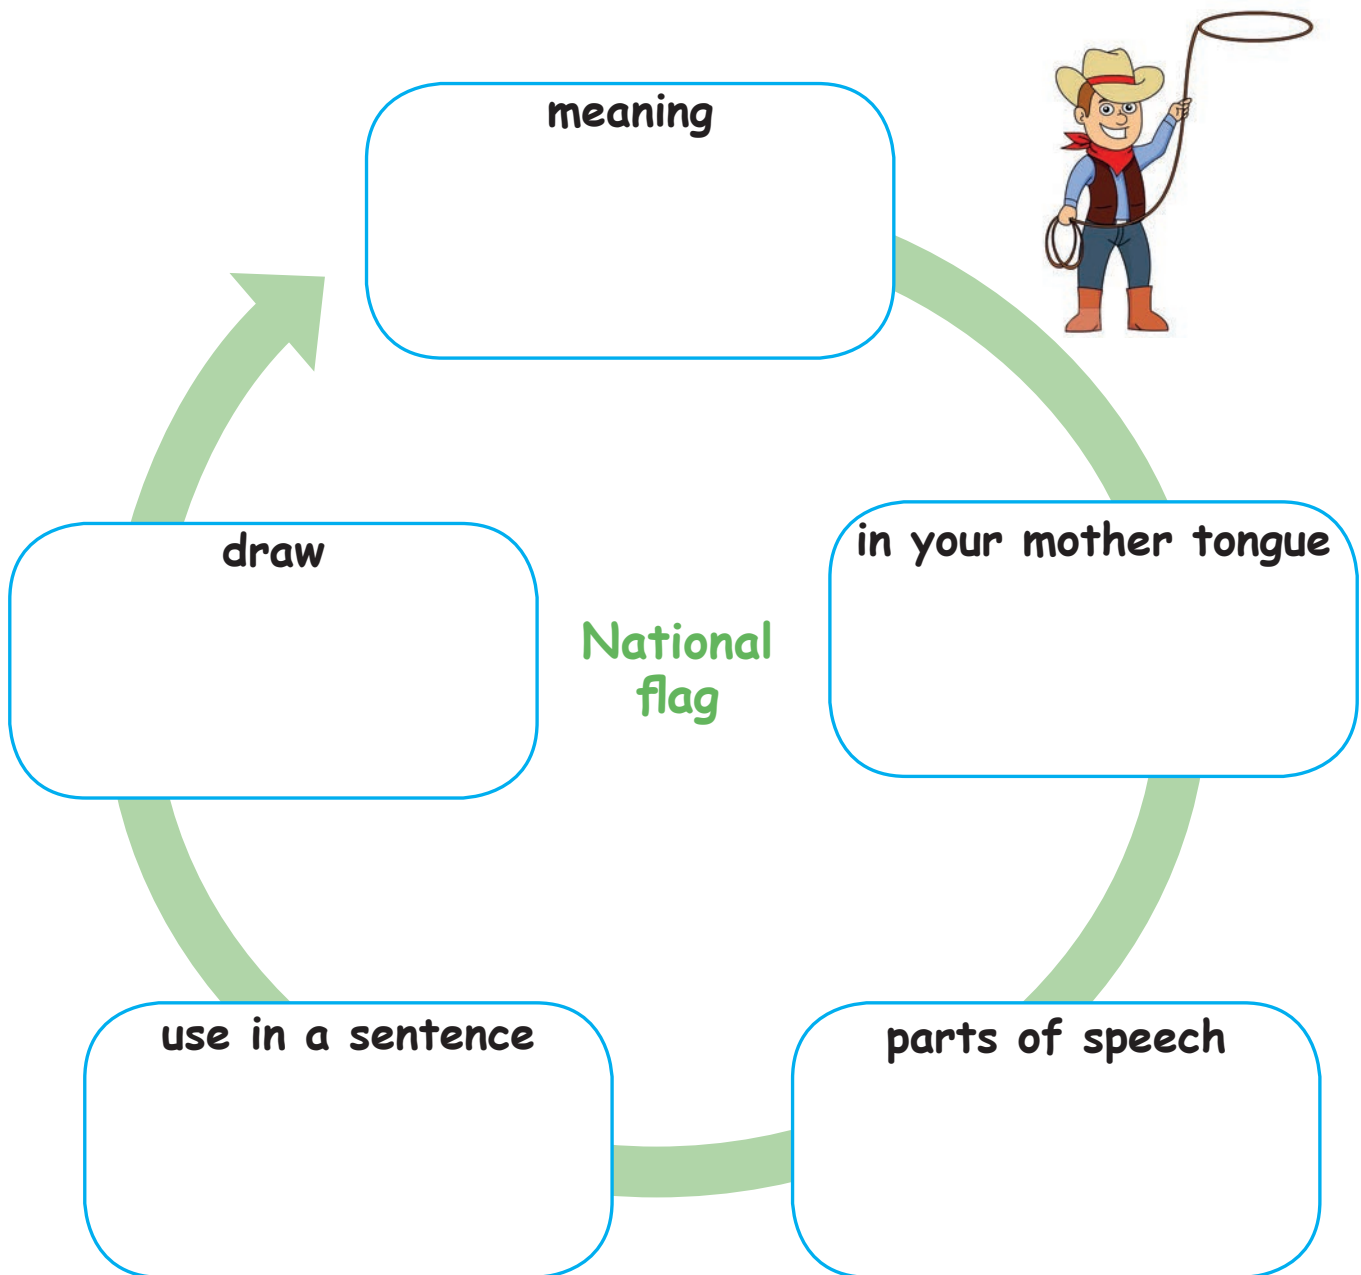 meaning
in your mother tongue
draw
National
flag
use in a sentence
parts of speech